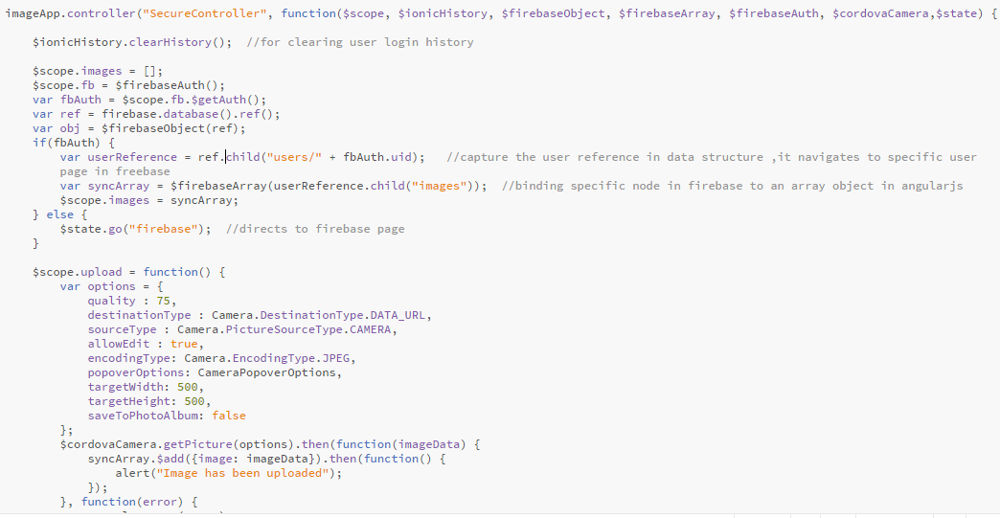 imageApp.controller("SecureController", function($scope, $ionicHistory, $firebaseObject, $firebaseArray, $firebaseAuth, $cordovaCamera,$state) {
$ionicHistory.clearHistory();  //for clearing user login history
$scope.images = [];
$scope.fb = $firebaseAuth();
var fbAuth = $scope.fb.$getAuth();
var ref = firebase.database().ref();
var obj = $firebaseObject(ref);
if(fbAuth) {
var userReference = ref.child("users/" + fbAuth.uid);   //capture the user reference in data structure ,it navigates to specific user
page in freebase
var syncArray = $firebaseArray(userReference.child("images"));  //binding specific node in firebase to an array object in angularjs
$scope.images = syncArray;
} else {
$state.go("firebase");  //directs to firebase page
}
$scope.upload = function() {
var options = {
quality : 75,
destinationType : Camera.DestinationType.DATA_URL,
sourceType : Camera.PictureSourceType.CAMERA,
allowEdit : true,
encodingType: Camera.EncodingType.JPEG,
popoverOptions: CameraPopoverOptions,
targetWidth: 500,
targetHeight: 500,
saveToPhotoAlbum: false
};
$cordovaCamera.getPicture(options).then(function(imageData) {
syncArray.$add({image: imageData}).then(function() {
alert("Image has been uploaded");
});
}, function(error) {